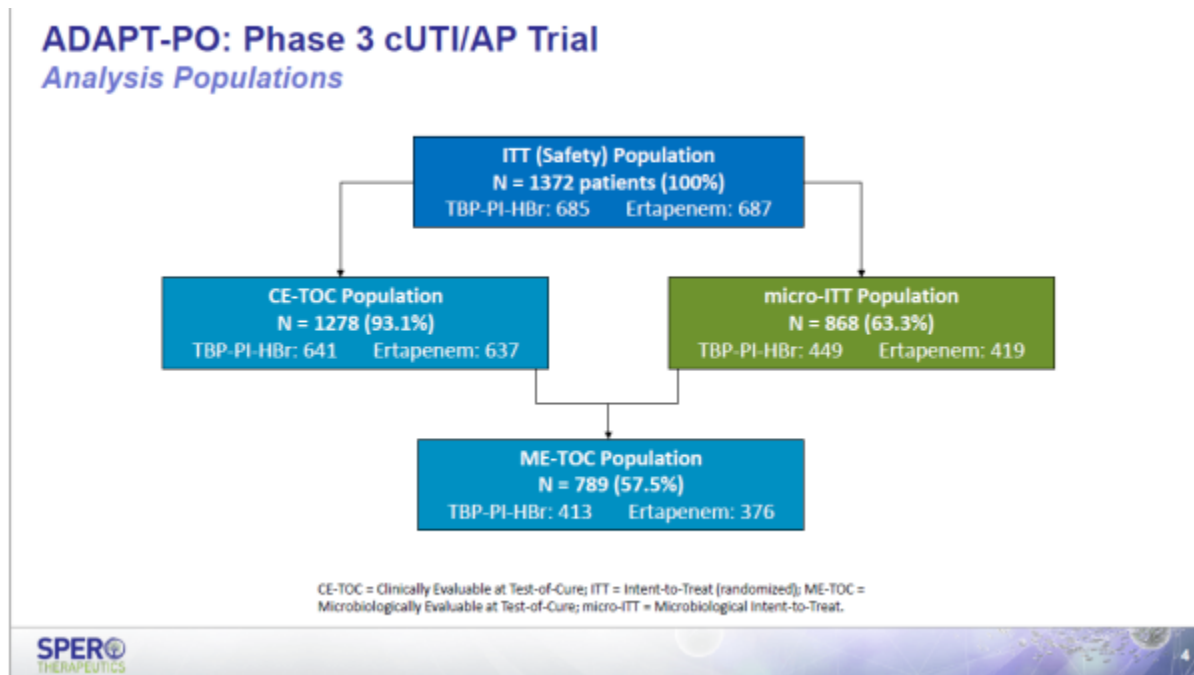 ADAPT-PO: Phase 3 cUTI/AP Trial
Analysis Populations
ITT (Safety) Population
N = 1372 patients (100%)
TBP-PI-HBr: 685 Ertapenem: 687
CE-TOC Population
N = 1278 (93.1%)
TBP-PI-HBr: 641 Ertapenem: 637
micro-ITT Population
N = 868 (63.3%)
TBP-PI-HBr: 449 Ertapenem: 419
ME-TOC Population
N = 789 (57.5%)
TBP-PI-HBr: 413 Ertapenem: 376
CE-TOC = Clinically Evaluable at Test-of-Cure; ITT = Intent-to-Treat (randomized); ME-TOC =
Microbiologically Evaluable at Test-of-Cure; micro-ITT = Microbiological Intent-to-Treat.
SPERO
THERAPEUTICS
4